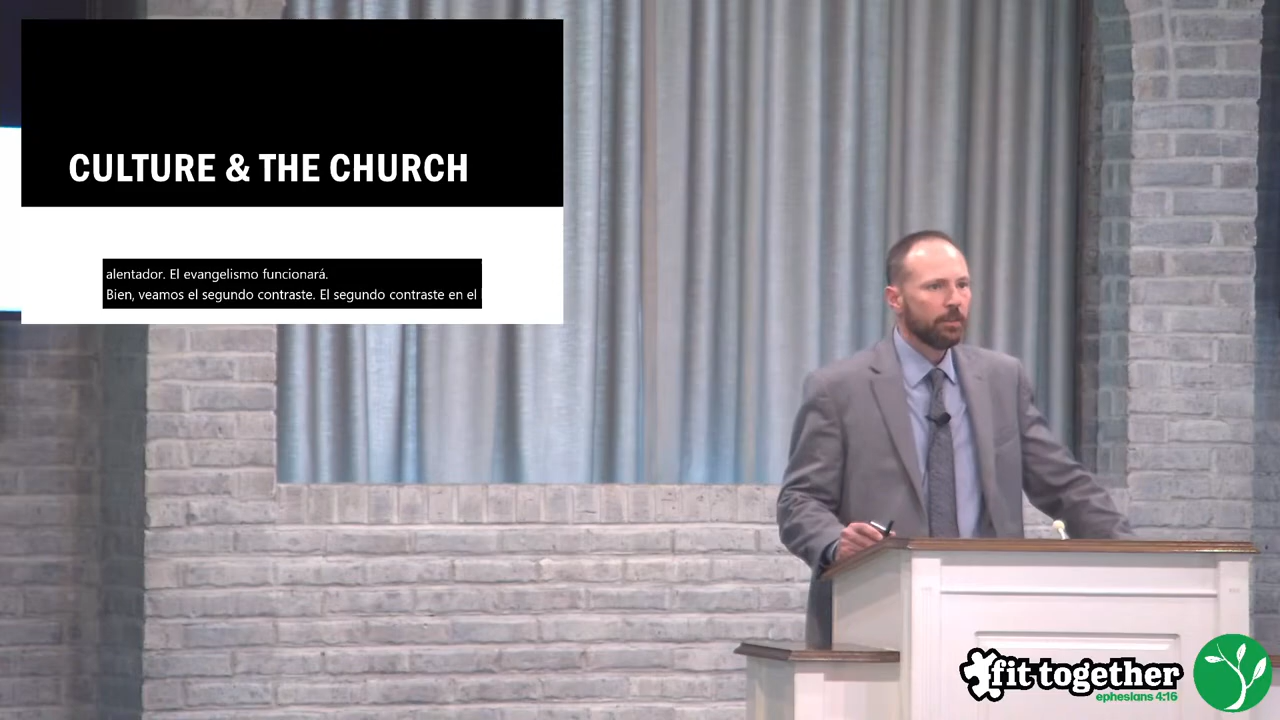 CULTURE & THE CHURCH
alentador. El evangelismo funcionará.
Bien, veamos el segundo contraste. El segundo contraste en el
fit together
ephesians 4:16